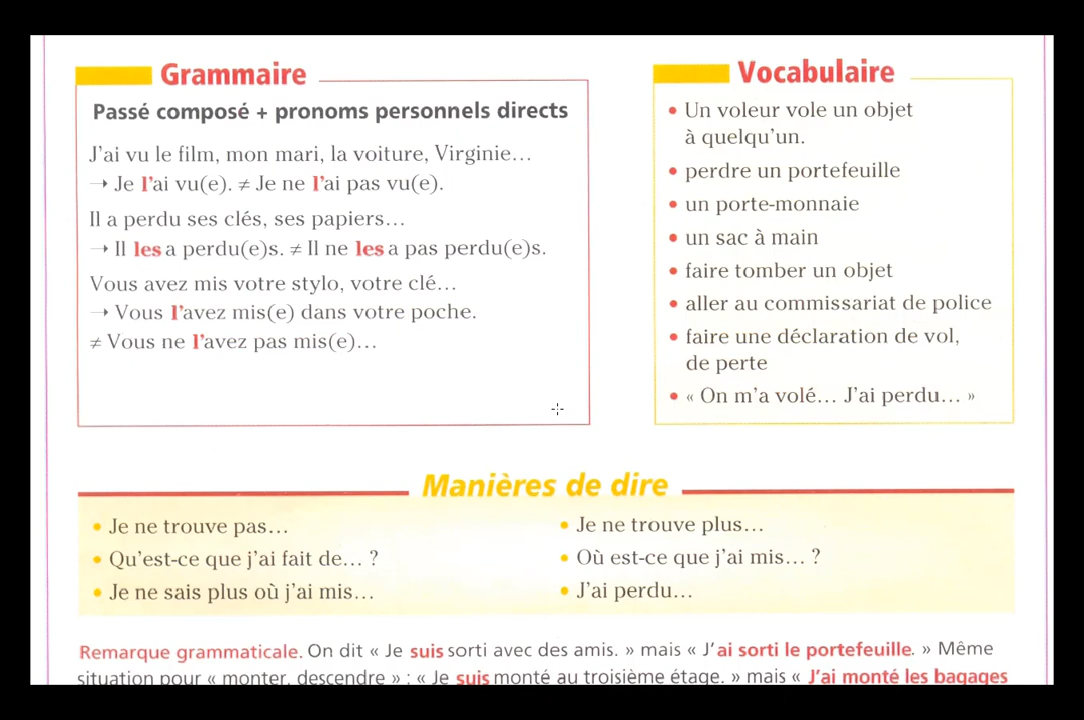 Grammaire
Passé composé + pronoms personnels directs
J'ai vu le film, mon mari, la voiture, Virginie…
→ Je l'ai vu(e). ≠ Je ne l'ai pas vu(e).
Il a perdu ses clés, ses papiers…
→ Il les a perdu(e)s. ≠ Il ne les a pas perdu(e)s.
Vous avez mis votre stylo, votre clé…
→ Vous l'avez mis(e) dans votre poche.
≠ Vous ne l'avez pas mis(e)…
Vocabulaire
• Un voleur vole un objet
à quelqu'un.
• perdre un portefeuille
• un porte-monnaie
• un sac à main
• faire tomber un objet
• aller au commissariat de police
• faire une déclaration de vol,
de perte
• « On m'a volé… J'ai perdu… »
Manières de dire
• Je ne trouve pas…
• Qu'est-ce que j'ai fait de… ?
• Je ne sais plus où j'ai mis…
• Je ne trouve plus…
• Où est-ce que j'ai mis… ?
• J'ai perdu…
Remarque grammaticale. On dit « Je suis sorti avec des amis. » mais « J'ai sorti le portefeuille. » Même
situation pour « monter, descendre » : « Je suis monté au troisième étage. » mais « J'ai monté les bagages